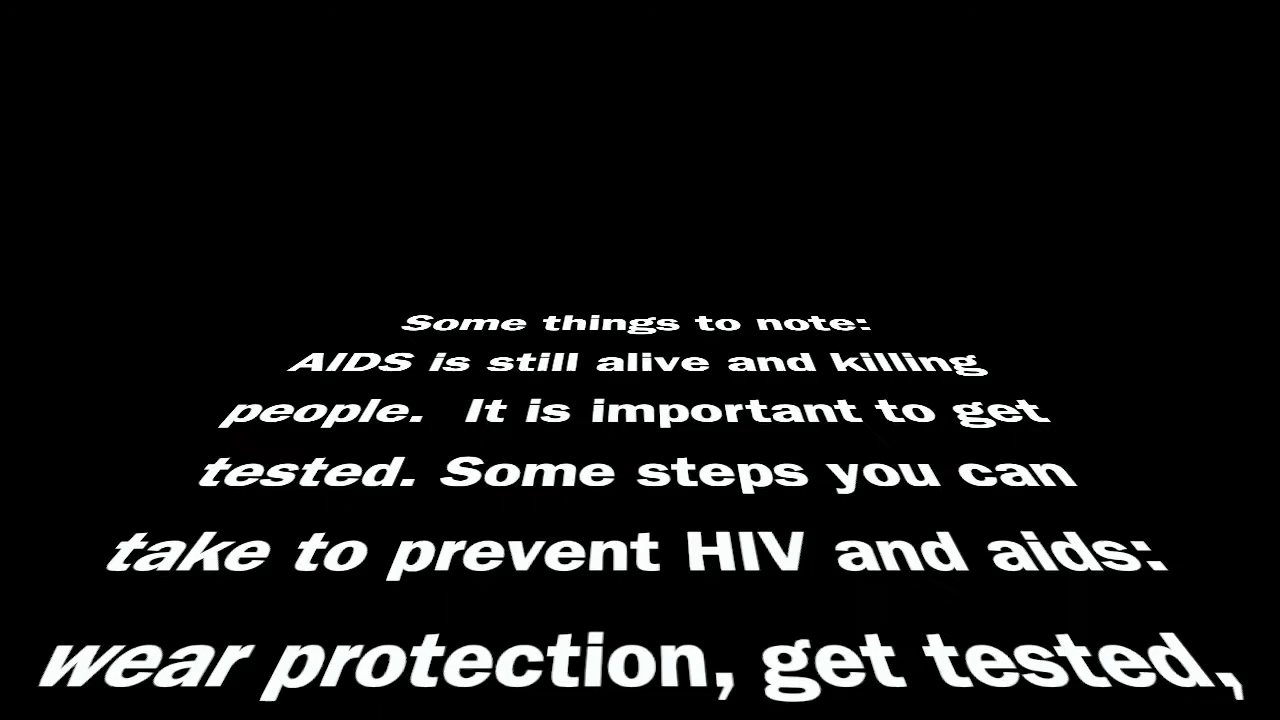 Some things to note:
AIDS is still alive and killing
people.  It is important to get
tested. Some steps you can
take to prevent HIV and aids:
wear protection, get tested,